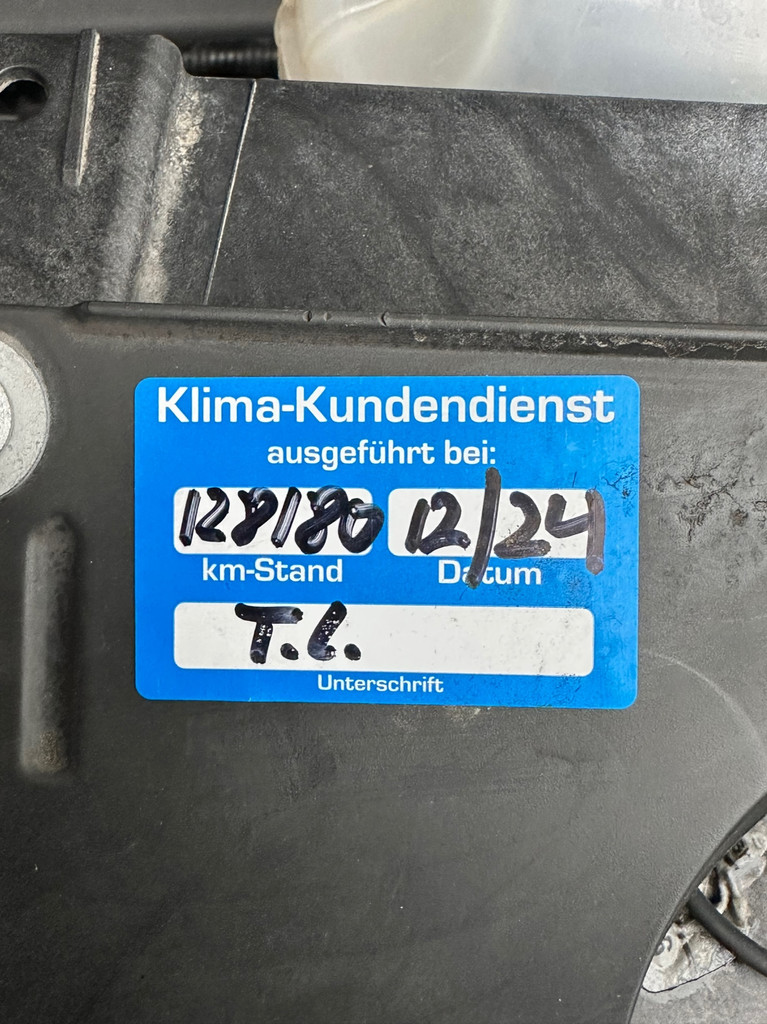 Klima-Kundendienst
ausgeführt bei:
128180 12/24
km-Stand Datum
T.L.
Unterschrift